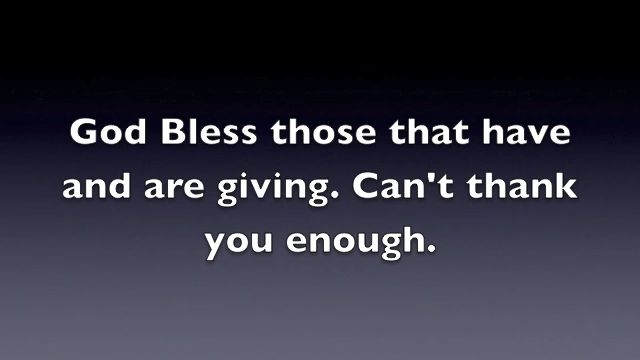 God Bless those that have
and are giving. Can't thank
you enough.